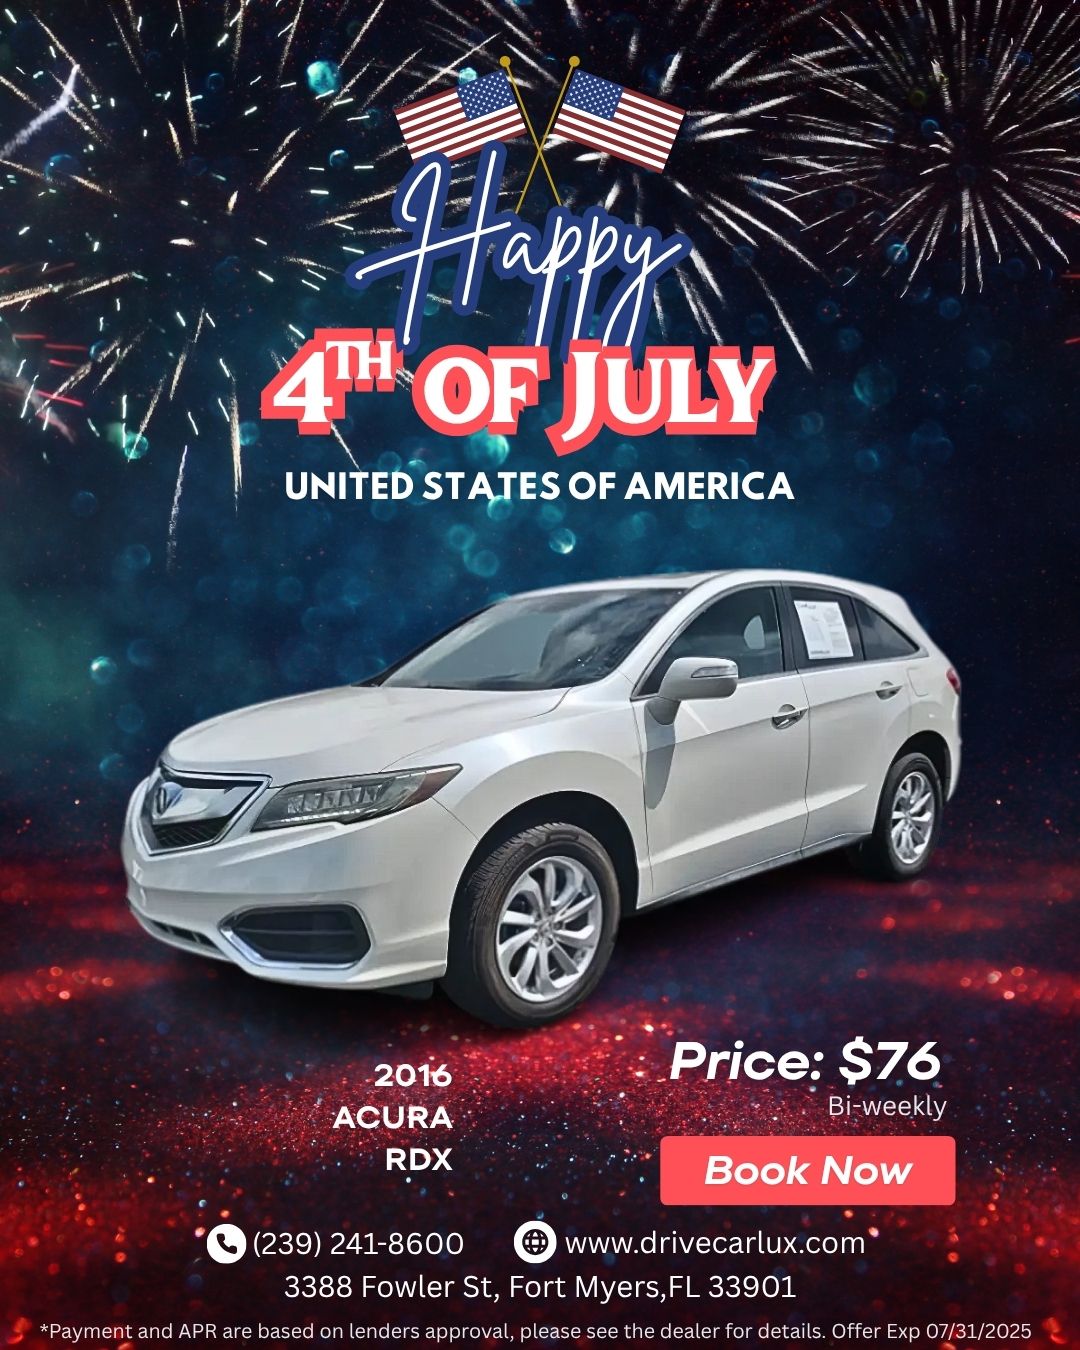 Happy
4TH OF JULY
UNITED STATES OF AMERICA
2016
ACURA
RDX
Price: $76
Bi-weekly
Book Now
(239) 241-8600
www.drivecarlux.com
3388 Fowler St, Fort Myers,FL 33901
*Payment and APR are based on lenders approval, please see the dealer for details. Offer Exp 07/31/2025